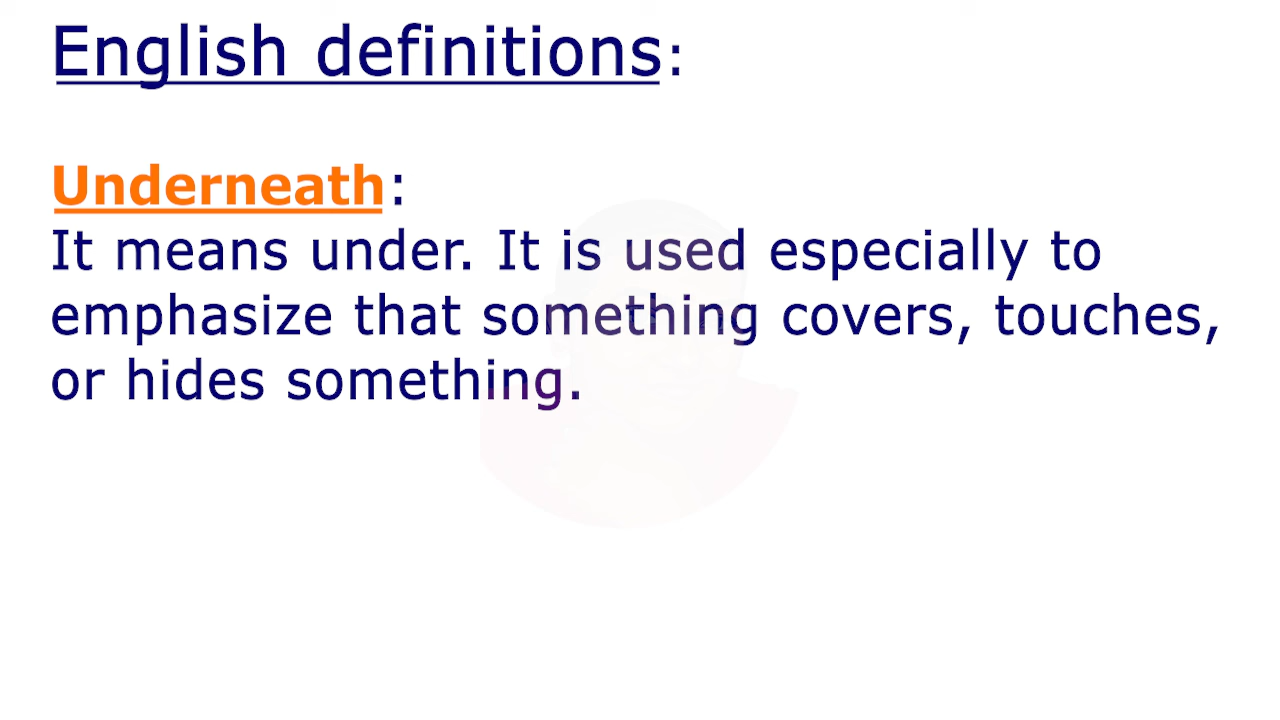 English definitions:
Underneath:
It means under. It is used especially to
emphasize that something covers, touches,
or hides something.